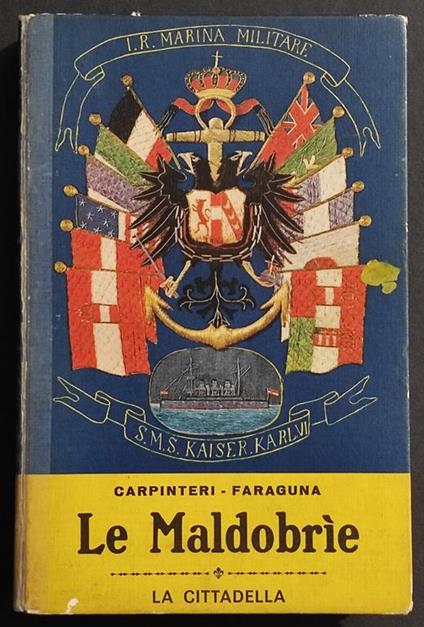 I.R. MARINA MILITARE
S.M.S. KAISER.KARL.VI
CARPINTERI - FARAGUNA
Le Maldobrìe
LA CITTADELLA